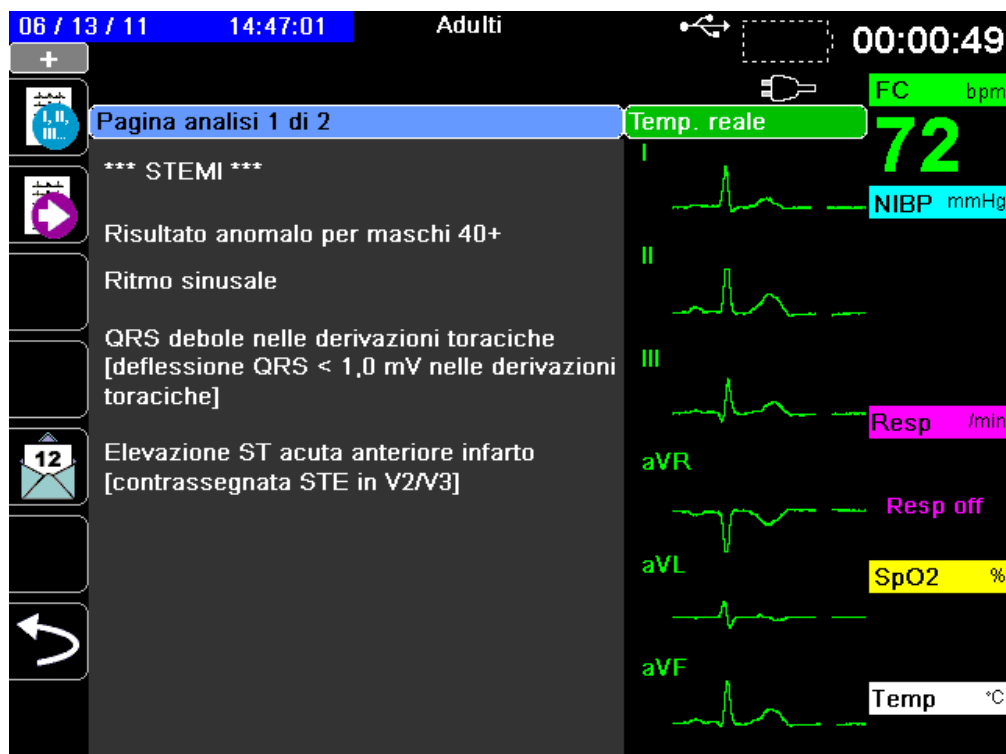 06 / 13 / 11 14:47:01 Adulti 00:00:49
+
I, II,
III...
12
Pagina analisi 1 di 2
*** STEMI ***
Risultato anomalo per maschi 40+
Ritmo sinusale
QRS debole nelle derivazioni toraciche
[deflessione QRS < 1,0 mV nelle derivazioni
toraciche]
Elevazione ST acuta anteriore infarto
[contrassegnata STE in V2/V3]
Temp. reale
I
II
III
aVR
aVL
aVF
FC bpm
72
NIBP mmHg
Resp /min
Resp off
SpO2 %
Temp °C